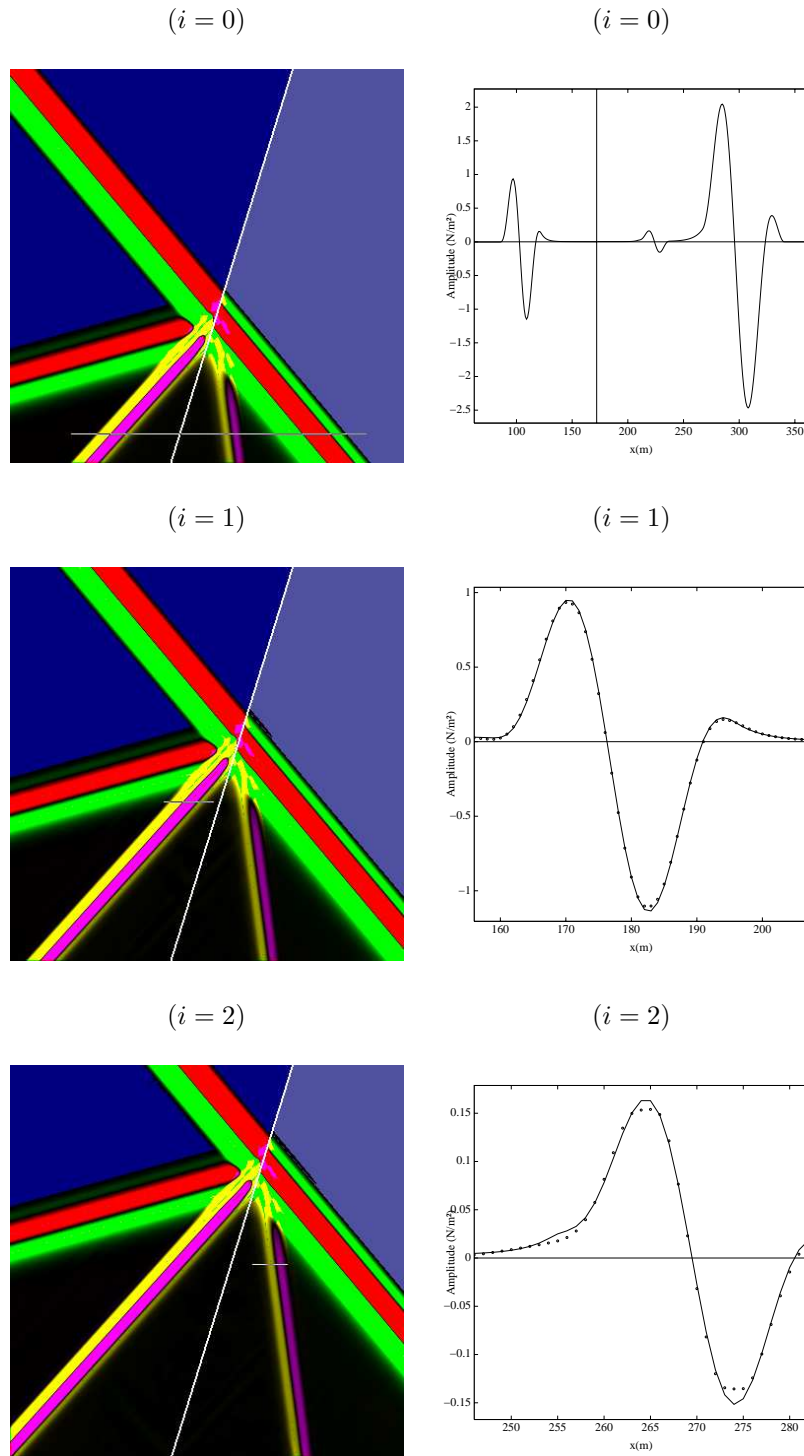 (i = 0)
(i = 0)
2
1.5
1
0.5
0
−0.5
−1
−1.5
−2
−2.5
Amplitude (N/m²)
100 150 200 250 300 350
x(m)
(i = 1)
(i = 1)
1
0.5
0
−0.5
−1
Amplitude (N/m²)
160 170 180 190 200
x(m)
(i = 2)
(i = 2)
0.15
0.1
0.05
0
−0.05
−0.1
−0.15
Amplitude (N/m²)
250 255 260 265 270 275 280
x(m)